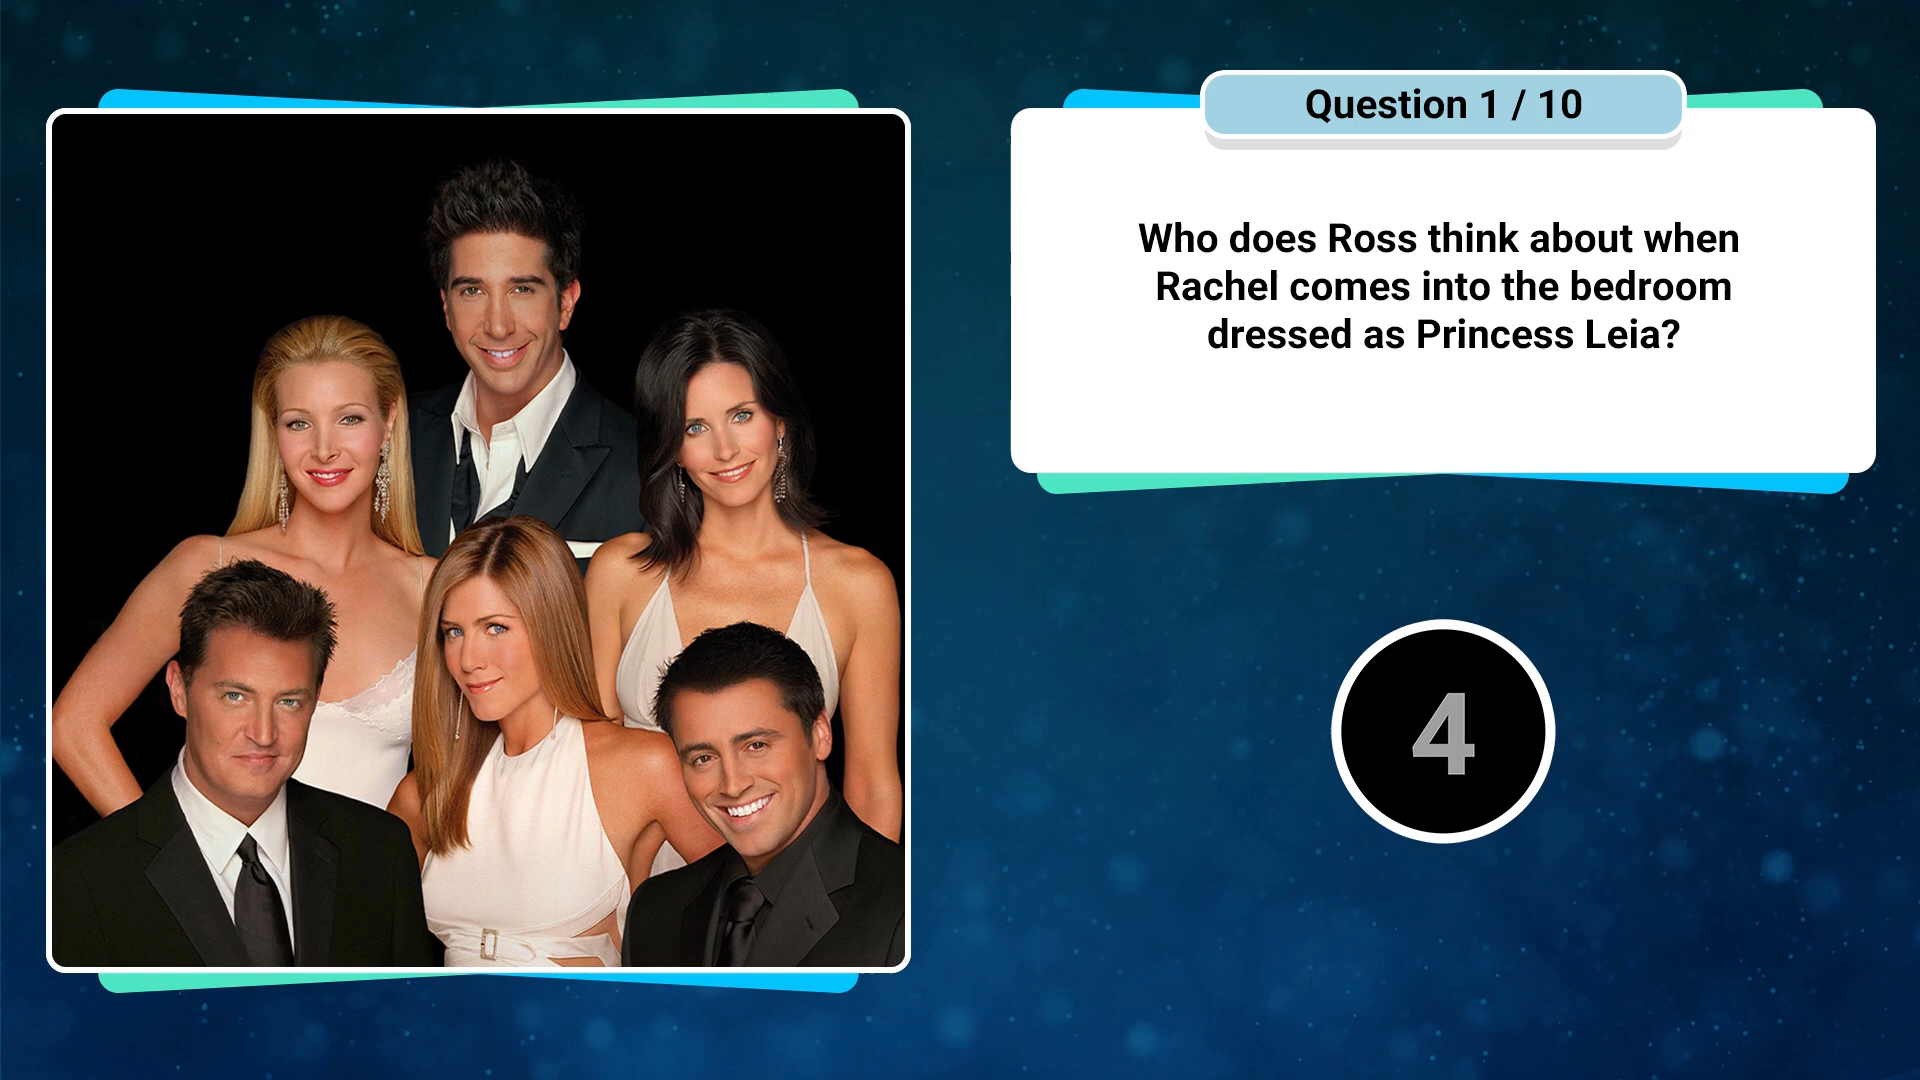 Question 1 / 10
Who does Ross think about when
Rachel comes into the bedroom
dressed as Princess Leia?
4